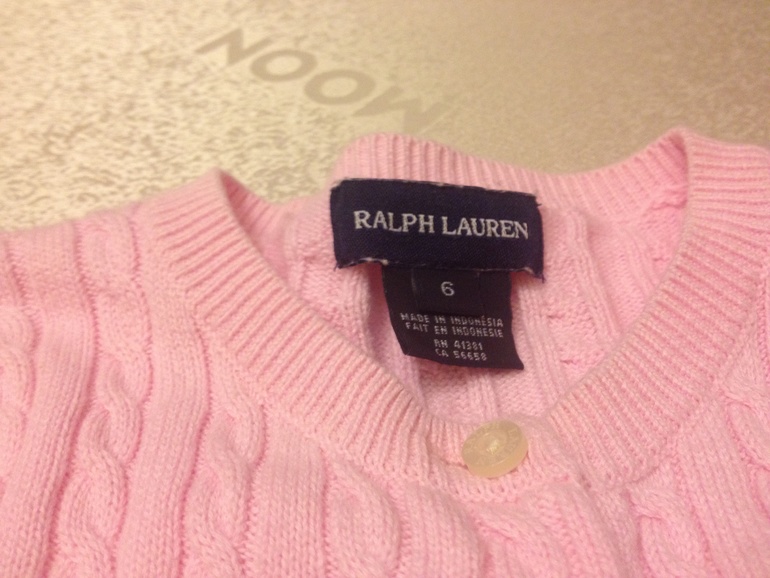 MOON
RALPH LAUREN
6
MADE IN INDONESIA
FAIT EN INDONESIE
RN 41381
CA 56658